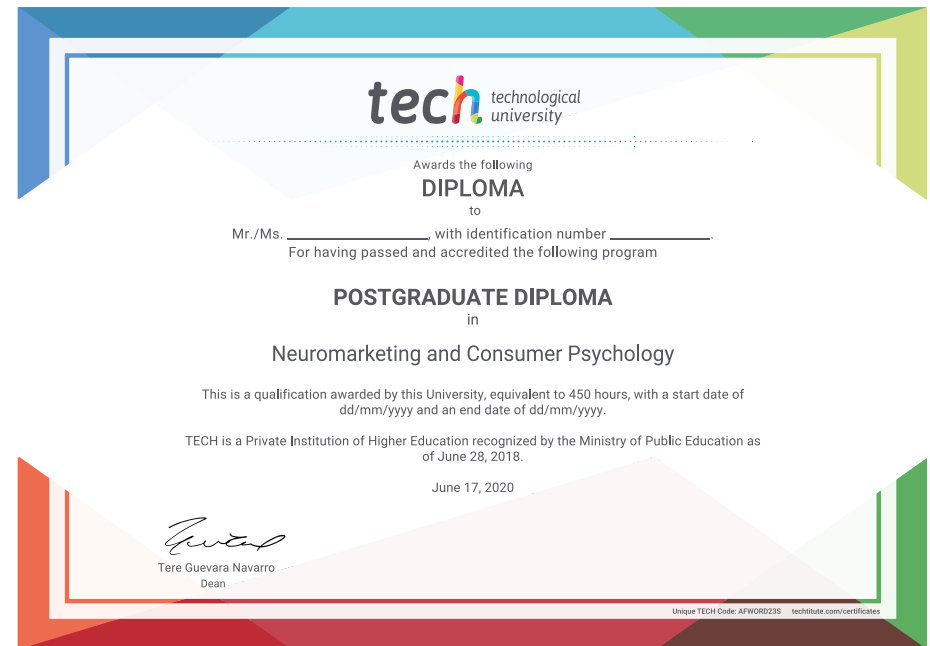 tech technological
university
Awards the following
DIPLOMA
to
Mr./Ms. ____________________, with identification number ______________.
For having passed and accredited the following program
POSTGRADUATE DIPLOMA
in
Neuromarketing and Consumer Psychology
This is a qualification awarded by this University, equivalent to 450 hours, with a start date of
dd/mm/yyyy and an end date of dd/mm/yyyy.
TECH is a Private Institution of Higher Education recognized by the Ministry of Public Education as
of June 28, 2018.
June 17, 2020
Tere Guevara Navarro
Dean
Unique TECH Code: AFWORD23S techtitute.com/certificates